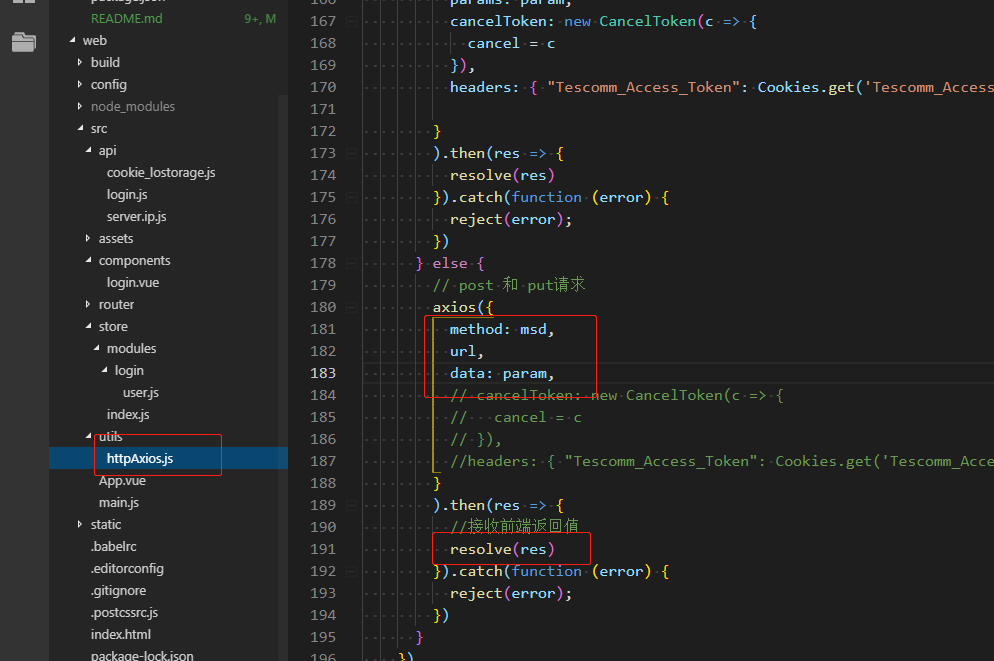 package.json
README.md 9+, M
web
build
config
node_modules
src
api
cookie_lostorage.js
login.js
server.ip.js
assets
components
login.vue
router
store
modules
login
user.js
index.js
utils
httpAxios.js
App.vue
main.js
static
.babelrc
.editorconfig
.gitignore
.postcssrc.js
index.html
package-lock.json
166 params: param,
167 cancelToken: new CancelToken(c => {
168 cancel = c
169 }),
170 headers: { "Tescomm_Access_Token": Cookies.get('Tescomm_Access
171
172 }
173 ).then(res => {
174 resolve(res)
175 }).catch(function (error) {
176 reject(error);
177 })
178 } else {
179 // post 和 put请求
180 axios({
181 method: msd,
182 url,
183 data: param,
184 // cancelToken: new CancelToken(c => {
185 // cancel = c
186 // }),
187 //headers: { "Tescomm_Access_Token": Cookies.get('Tescomm_Acce
188 }
189 ).then(res => {
190 //接收前端返回值
191 resolve(res)
192 }).catch(function (error) {
193 reject(error);
194 })
195 }
196 })